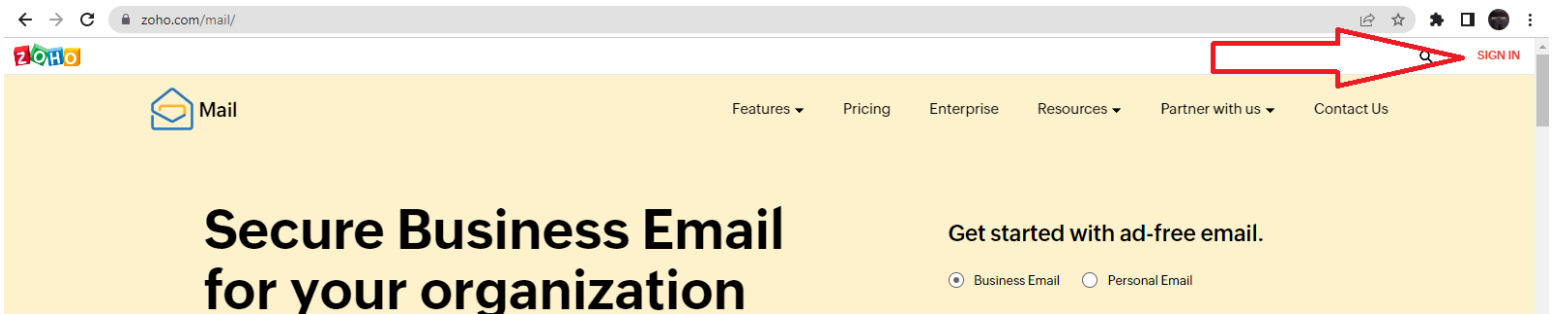 zoho.com/mail/
ZOHO SIGN IN
Mail Features Pricing Enterprise Resources Partner with us Contact Us
Secure Business Email
for your organization
Get started with ad-free email.
Business Email Personal Email